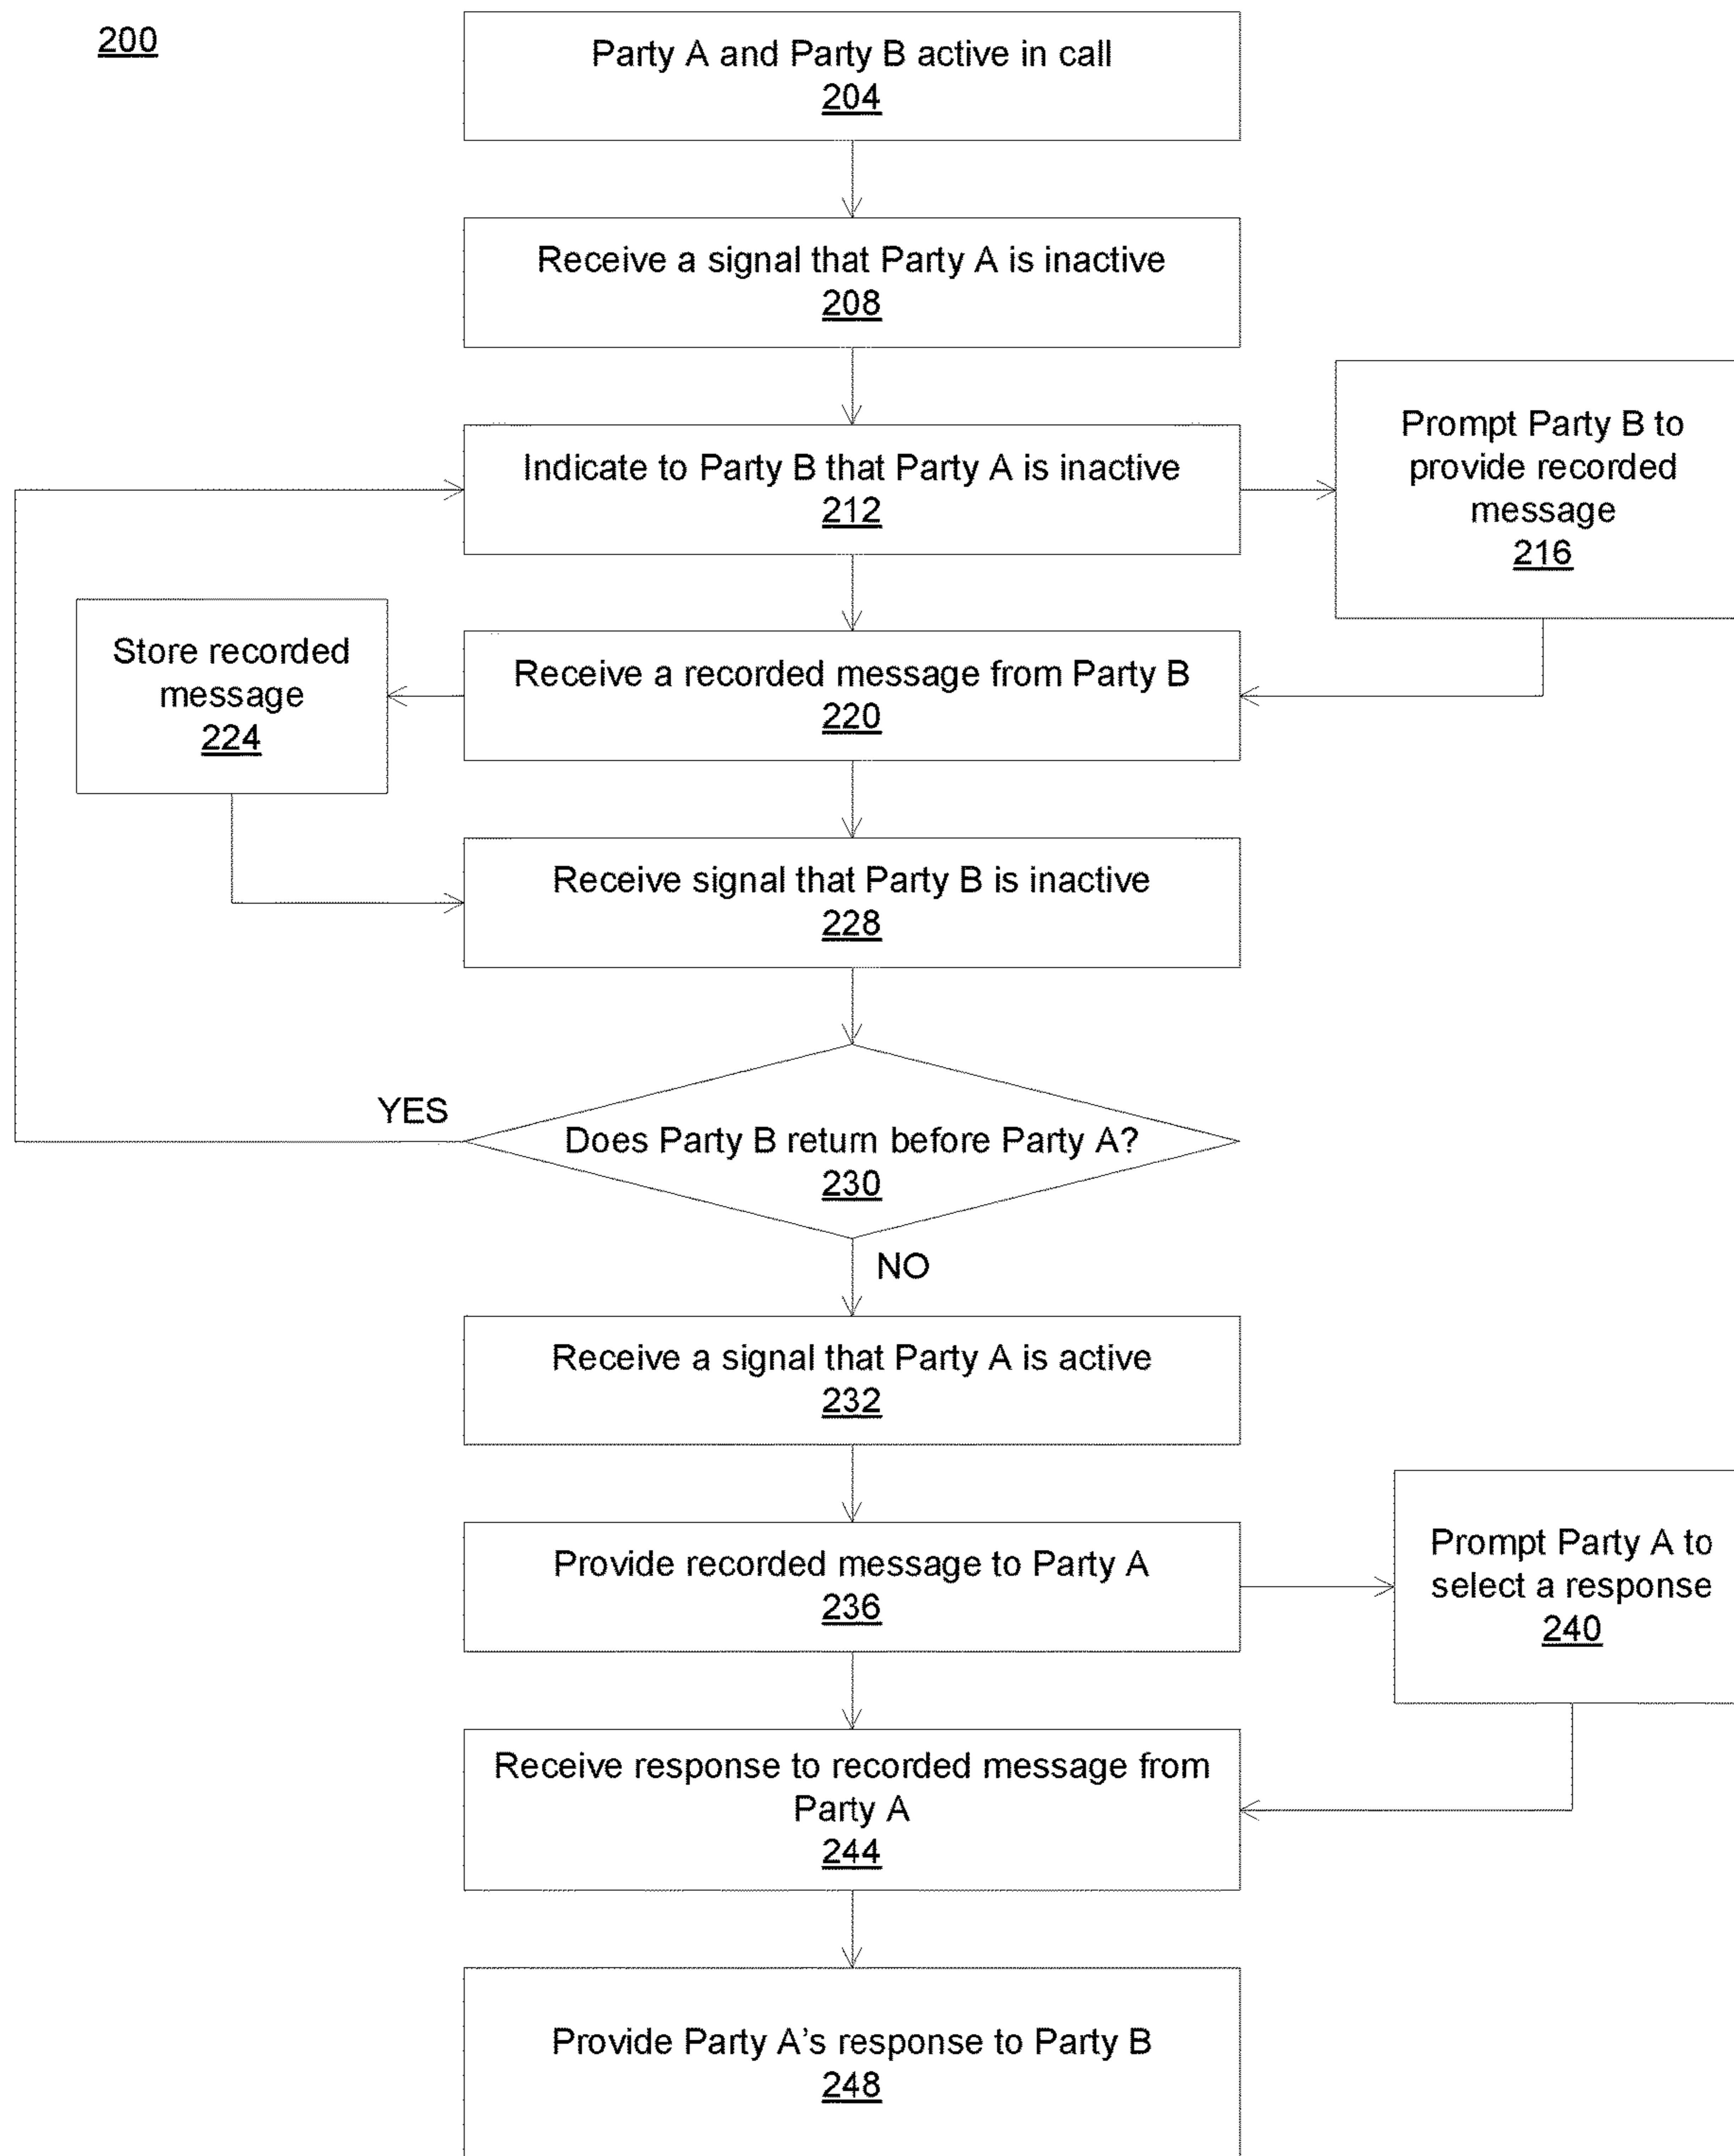 200
Party A and Party B active in call
204
Receive a signal that Party A is inactive
208
Indicate to Party B that Party A is inactive
212
Prompt Party B to
provide recorded
message
216
Store recorded
message
224
Receive a recorded message from Party B
220
Receive signal that Party B is inactive
228
YES
Does Party B return before Party A?
230
NO
Receive a signal that Party A is active
232
Provide recorded message to Party A
236
Prompt Party A to
select a response
240
Receive response to recorded message from
Party A
244
Provide Party A's response to Party B
248